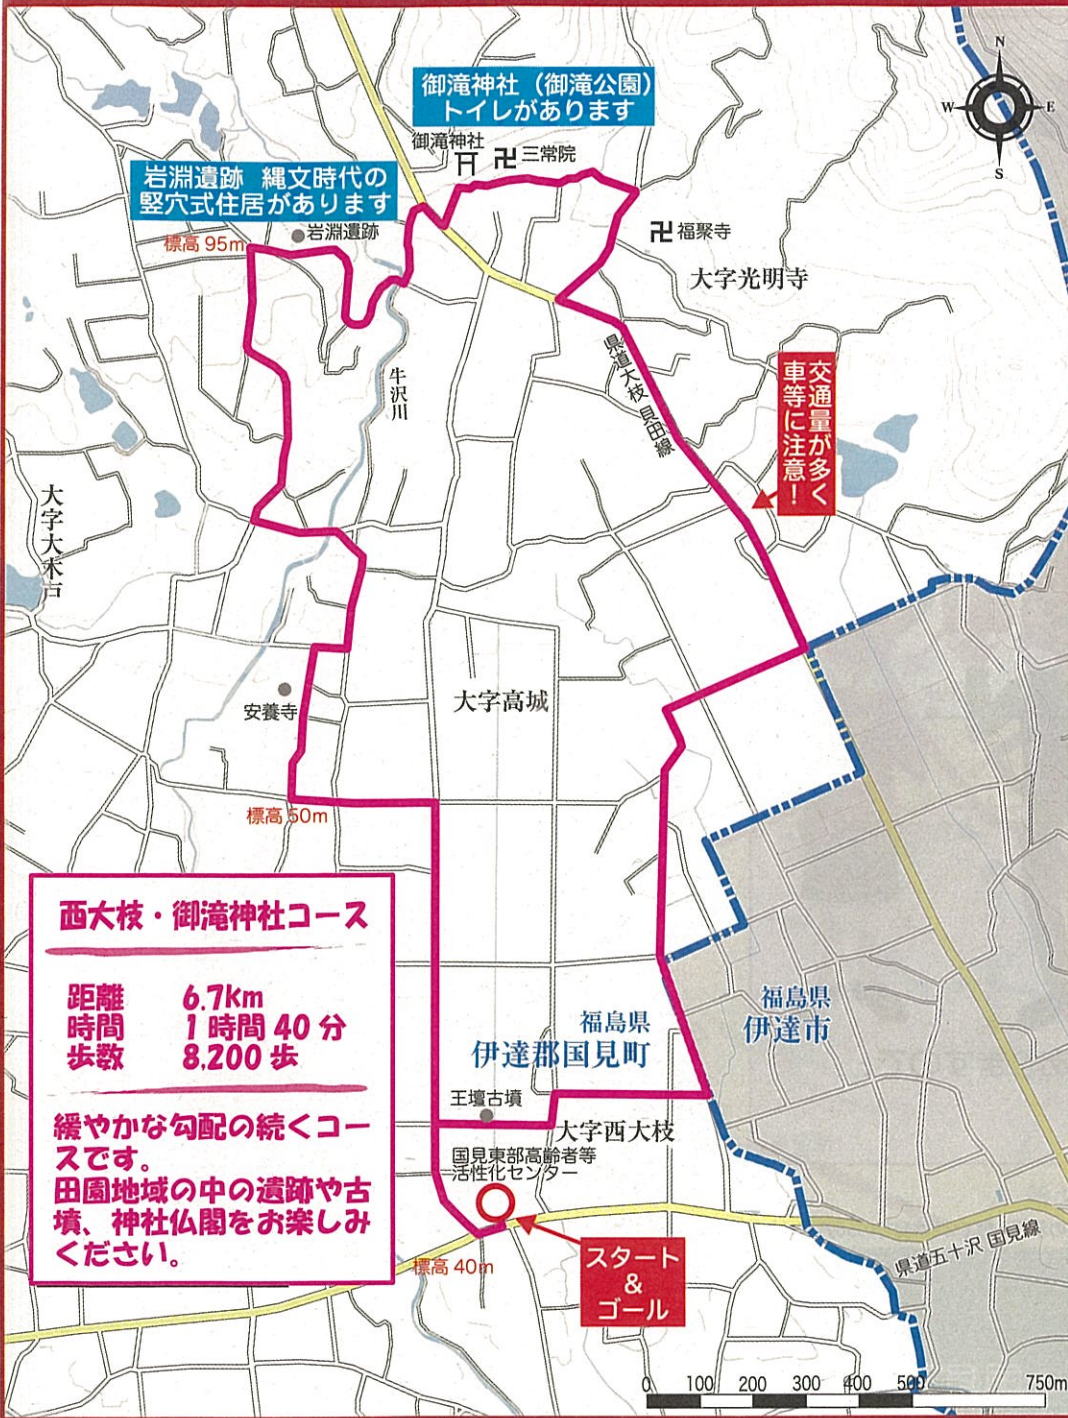 N
W
E
S
御滝神社（御滝公園）
トイレがあります
御滝神社
三常院
岩淵遺跡 縄文時代の
竪穴式住居があります
岩淵遺跡
標高 95m
福聚寺
大字光明寺
県道大枝 貝田線
牛沢川
交通量が多く
車等に注意！
大字大木戸
大字高城
安養寺
標高 50m
西大枝・御滝神社コース
距離 6.7km
時間 1 時間 40 分
歩数 8,200 歩
緩やかな勾配の続くコー
スです。
田園地域の中の遺跡や古
墳、神社仏閣をお楽しみ
ください。
福島県
伊達市
福島県
伊達郡国見町
王壇古墳
大字西大枝
国見東部高齢者等
活性化センター
県道五十沢 国見線
標高 40m
スタート
&
ゴール
0 100 200 300 400 500 750m